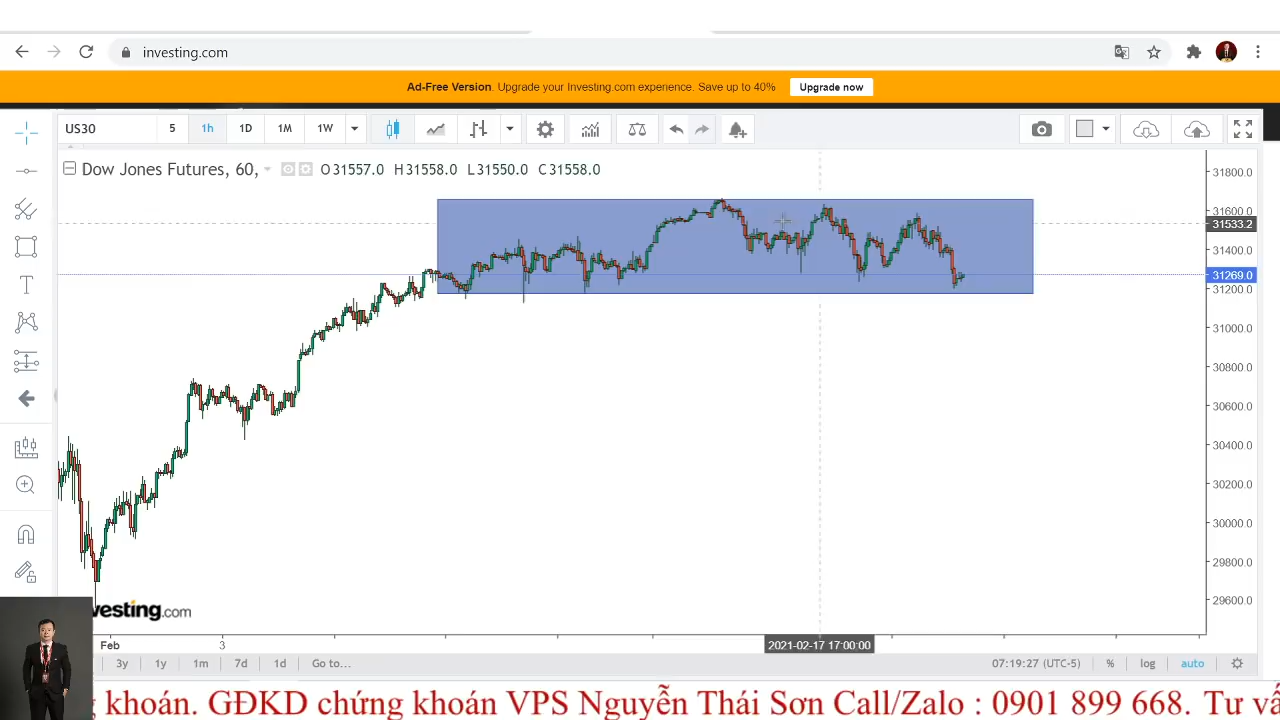 investing.com
Ad-Free Version. Upgrade your Investing.com experience. Save up to 40%
Upgrade now
US30 5 1h 1D 1M 1W
Dow Jones Futures, 60, O31557.0 H31558.0 L31550.0 C31558.0
31800.0
31600.0
31533.2
31400.0
31269.0
31200.0
31000.0
30800.0
30600.0
30400.0
30200.0
30000.0
29800.0
29600.0
vesting.com
Feb 3 2021-02-17 17:00:00
3y 1y 1m 7d 1d Go to... 07:19:27 (UTC-5) % log auto
khoán. GĐKD chứng khoán VPS Nguyễn Thái Sơn Call/Zalo : 0901 899 668. Tư